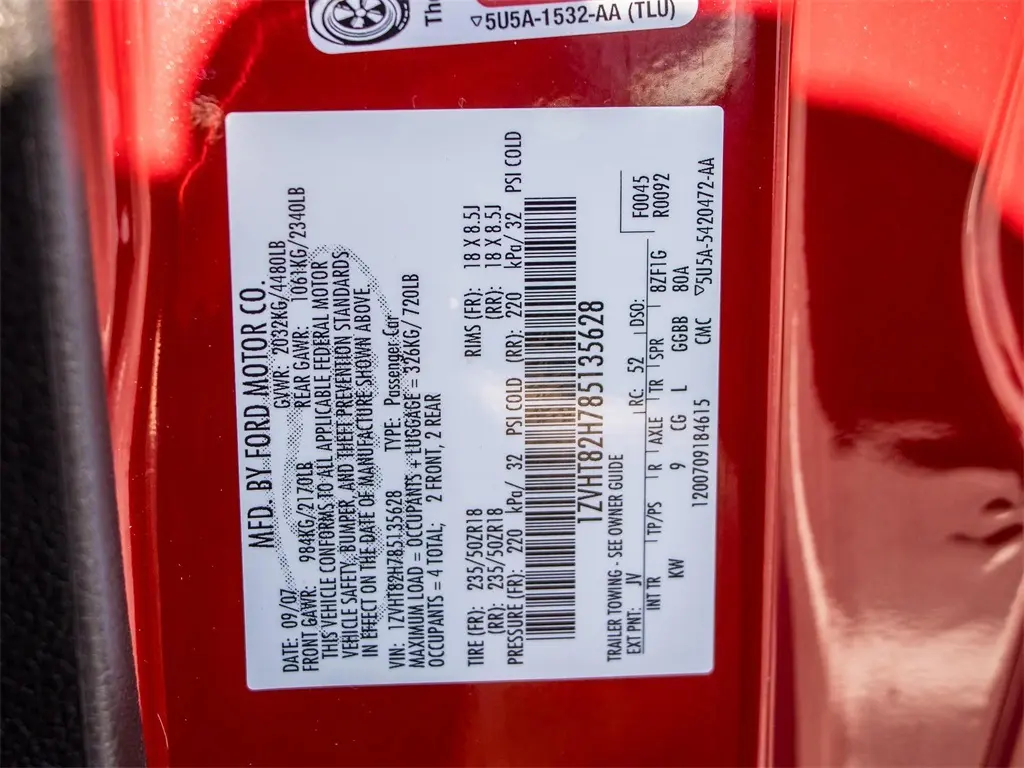 The
▽5U5A-1532-AA (TLU)
MFD. BY FORD MOTOR CO.
DATE: 09/07 GVWR: 2032KG/4480LB
FRONT GAWR: 984KG/2170LB REAR GAWR: 1061KG/2340LB
THIS VEHICLE CONFORMS TO ALL APPLICABLE FEDERAL MOTOR
VEHICLE SAFETY, BUMPER, AND THEFT PREVENTION STANDARDS
IN EFFECT ON THE DATE OF MANUFACTURE SHOWN ABOVE.
VIN: 1ZVHT82H785135628 TYPE: Passenger Car
MAXIMUM LOAD = OCCUPANTS + LUGGAGE = 326KG/ 720LB
OCCUPANTS = 4 TOTAL; 2 FRONT, 2 REAR
TIRE (FR): 235/50ZR18 RIMS (FR): 18 X 8.5J
(RR): 235/50ZR18 (RR): 18 X 8.5J
PRESSURE (FR): 220 kPa/ 32 PSI COLD (RR): 220 kPa/ 32 PSI COLD
1ZVHT82H785135628
TRAILER TOWING - SEE OWNER GUIDE F0045
EXT PNT: JV RC: 52 DSO: R0092
INT TR TP/PS R AXLE TR SPR BZF1G
KW 9 CG L GGBB 80A
1200709184615 CMC ▽5U5A-5420472-AA